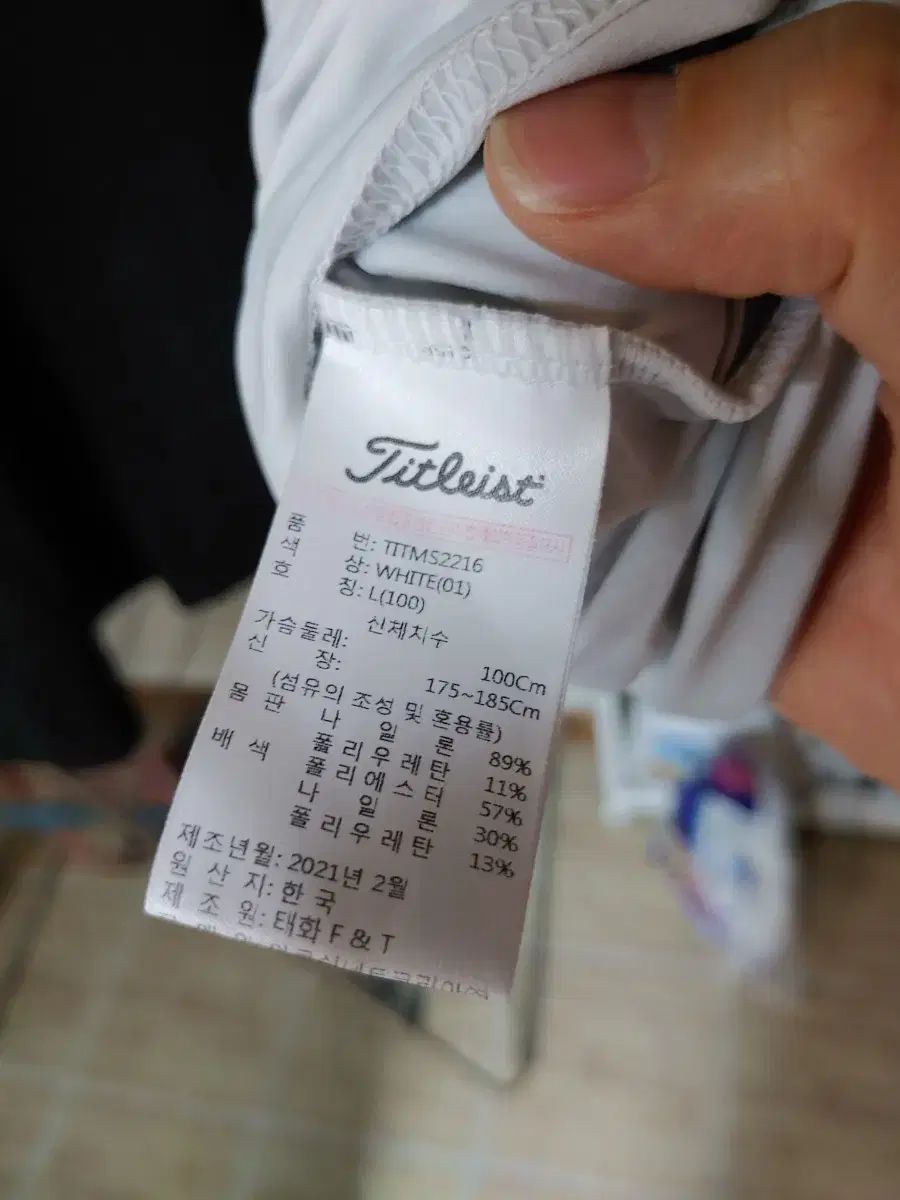 Titleist
품 번: TITMS2216
색 상: WHITE(01)
호 칭: L(100)
신체치수
가슴둘레: 100Cm
신 장: 175~185Cm
(섬유의 조성 및 혼용률)
몸 판 나 일 론 89%
폴 리 우 레 탄 11%
배 색 폴 리 에 스 터 57%
나 일 론 30%
폴 리 우 레 탄 13%
제조년월: 2021년 2월
원 산 지: 한 국
제 조 원: 태화 F & T